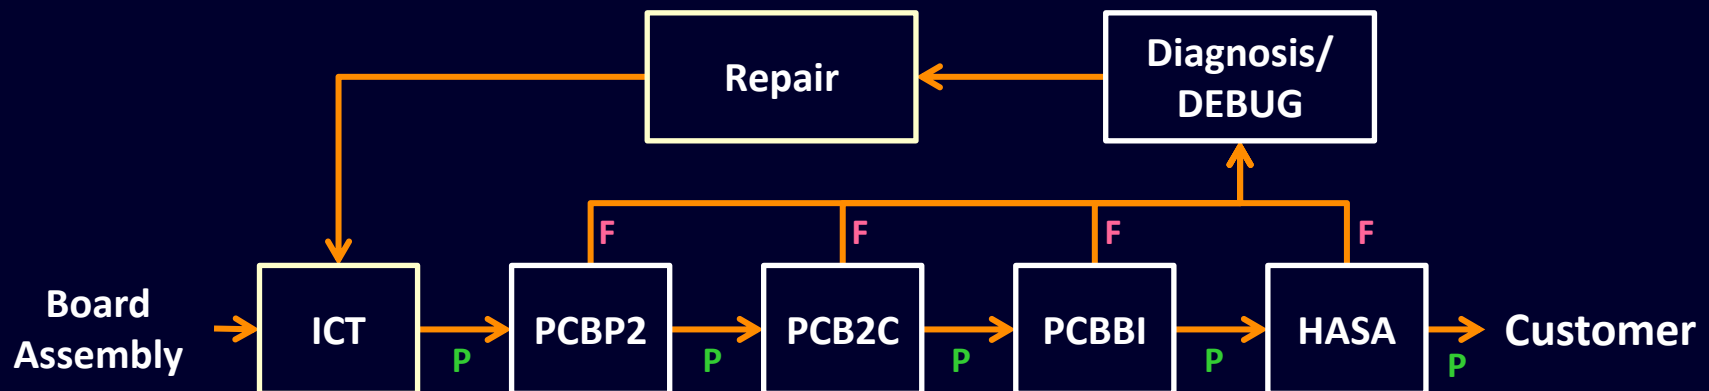 Repair
Diagnosis/
DEBUG
F
F
F
F
Board
Assembly
ICT
P
PCBP2
P
PCB2C
P
PCBBI
P
HASA
P
Customer